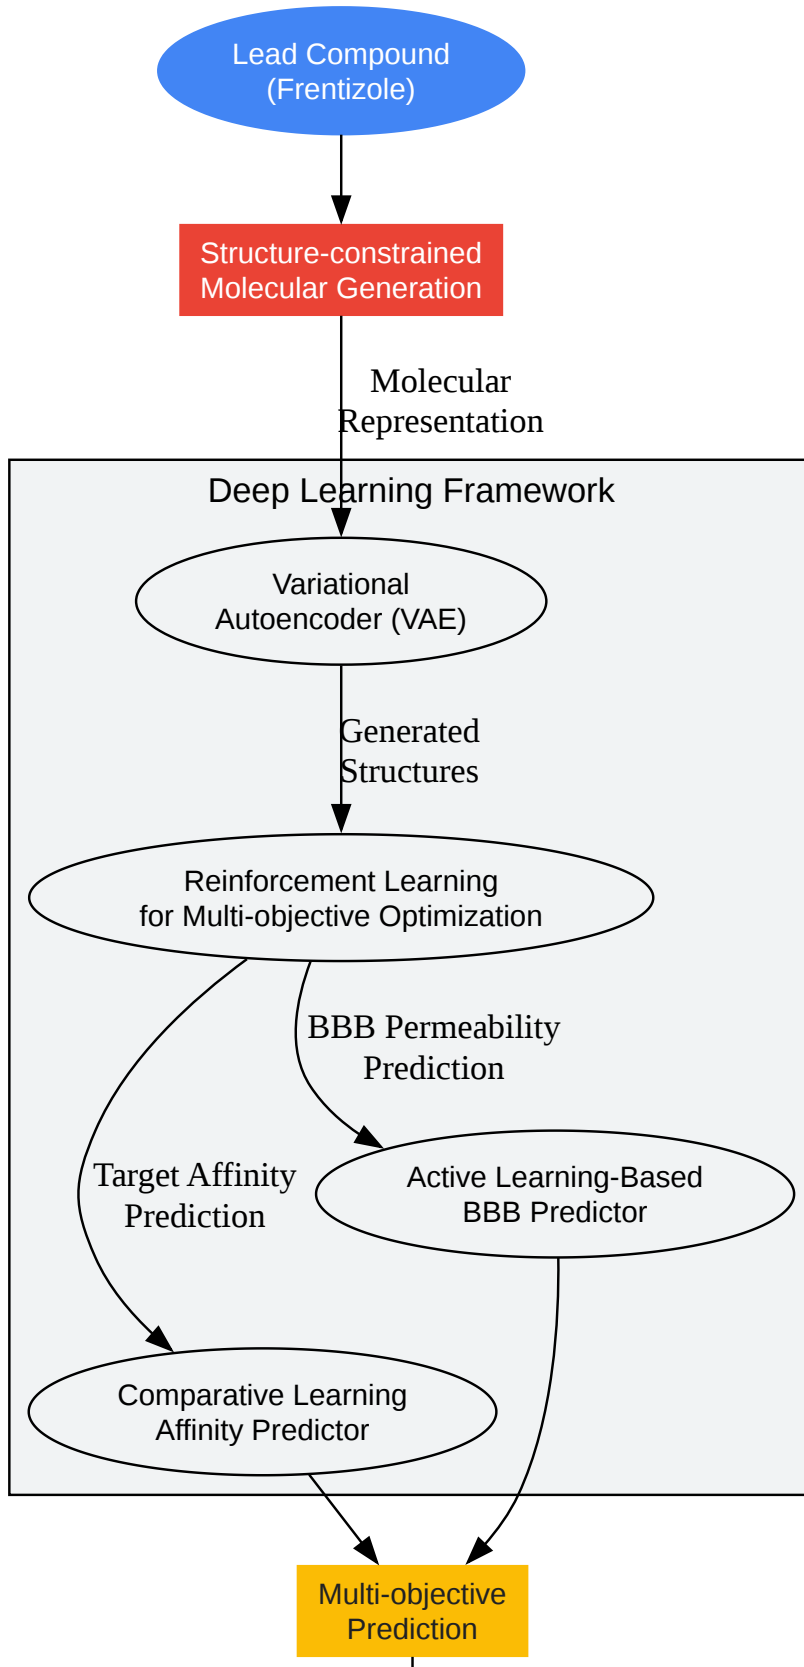 Lead Compound
(Frentizole)
Structure-constrained
Molecular Generation
Molecular
Representation
Deep Learning Framework
Variational
Autoencoder (VAE)
Generated
Structures
Reinforcement Learning
for Multi-objective Optimization
BBB Permeability
Prediction
Target Affinity
Prediction
Active Learning-Based
BBB Predictor
Comparative Learning
Affinity Predictor
Multi-objective
Prediction